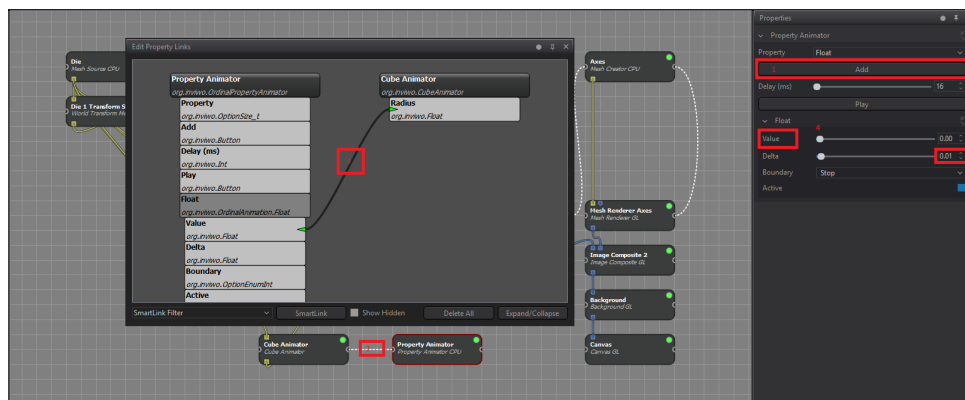 Edit Property Links
Property Animator
org.inviwo.OrdinalPropertyAnimator
Property
org.inviwo.OptionSize_t
Add
org.inviwo.Button
Delay (ms)
org.inviwo.Int
Play
org.inviwo.Button
Float
org.inviwo.OrdinalAnimation.Float
Value
org.inviwo.Float
Delta
org.inviwo.Float
Boundary
org.inviwo.OptionEnumInt
Active
Cube Animator
org.inviwo.CubeAnimator
Radius
org.inviwo.Float
SmartLink Filter
SmartLink
Show Hidden
Delete All
Expand/Collapse
Die
Mesh Source CPU
Die 1 Transform S
World Transform Me
Cube Animator
Cube Animator
Property Animator
Property Animator CPU
Axes
Mesh Creator CPU
Mesh Renderer Axes
Mesh Renderer GL
Image Composite 2
Image Composite GL
Background
Background GL
Canvas
Canvas GL
Properties
Property Animator
Property Float
1 Add
Delay (ms) 16
Play
Float
4
Value 0.00
Delta 0.01
Boundary Stop
Active